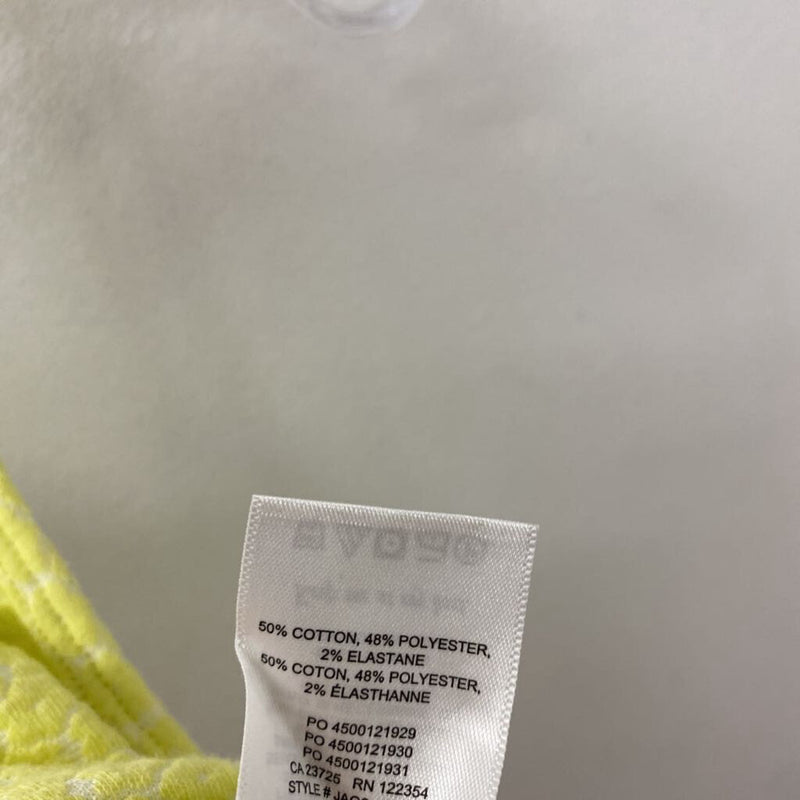 50% COTTON, 48% POLYESTER,
2% ELASTANE
50% COTON, 48% POLYESTER,
2% ÉLASTHANNE
PO 4500121929
PO 4500121930
PO 4500121931
CA 23725 RN 122354
STYLE #